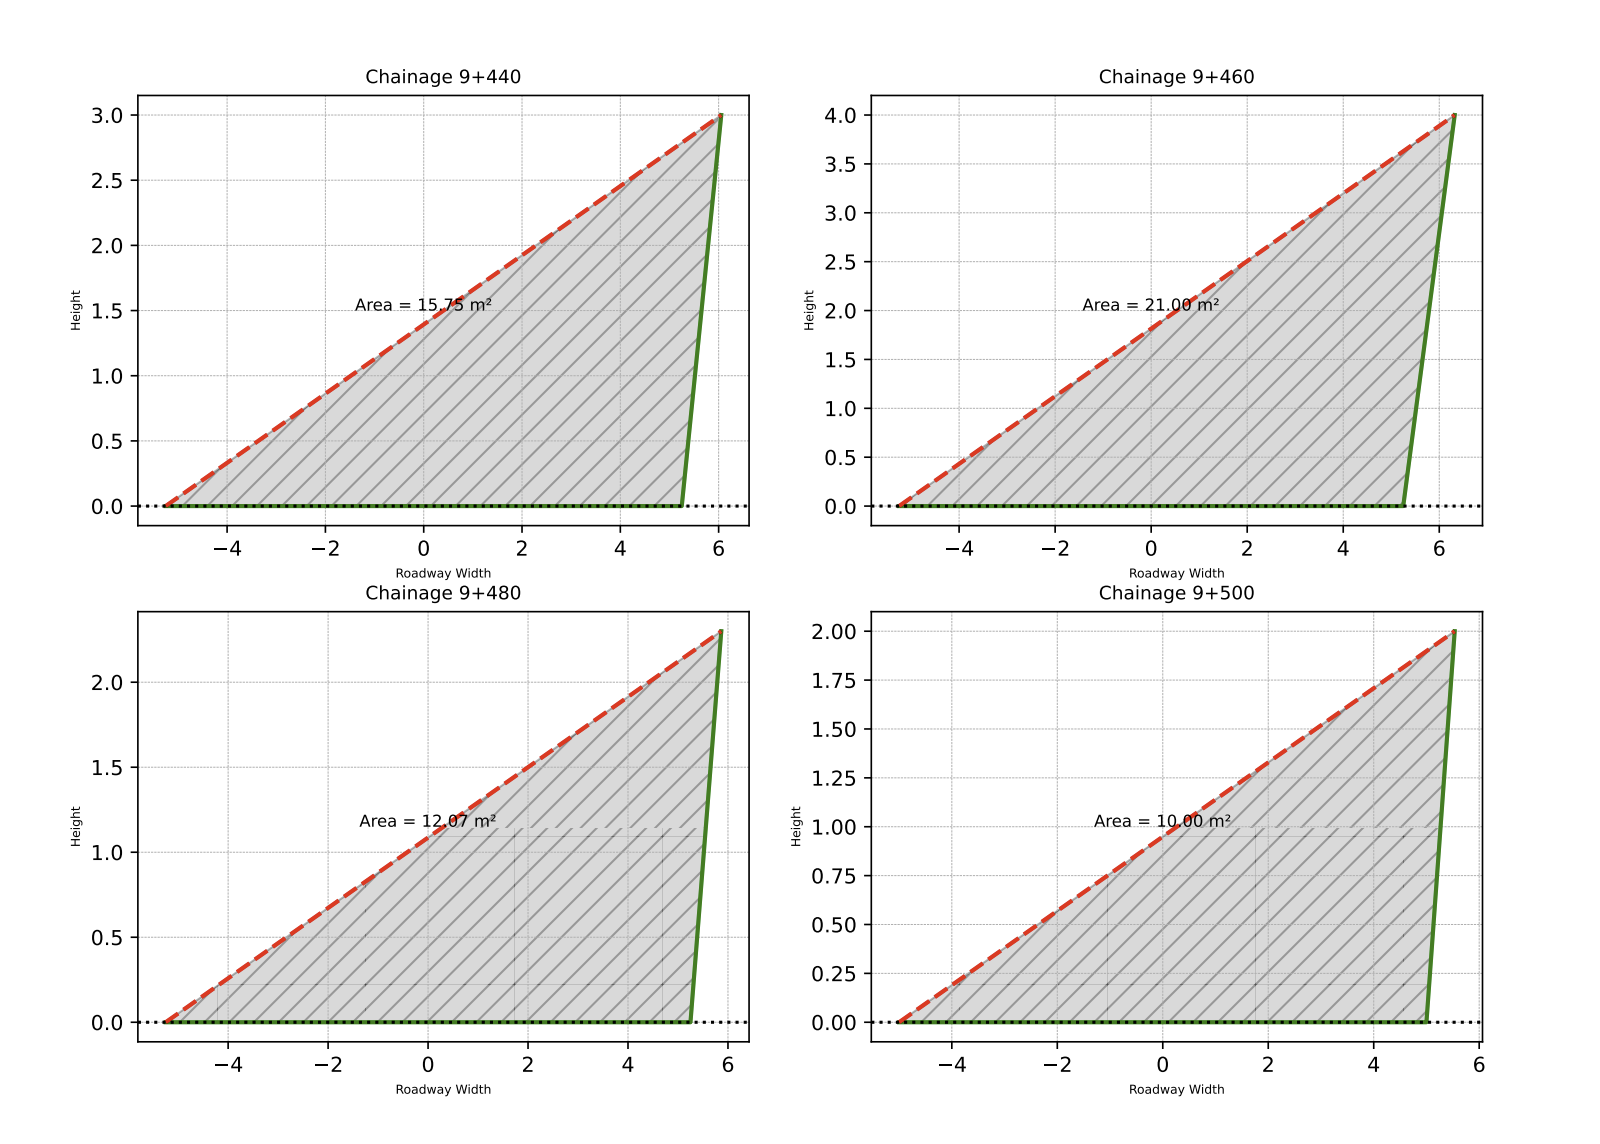 Chainage 9+440
3.0
2.5
2.0
1.5
1.0
0.5
0.0
Height
Area = 15.75 m²
−4 −2 0 2 4 6
Roadway Width
Chainage 9+460
4.0
3.5
3.0
2.5
2.0
1.5
1.0
0.5
0.0
Height
Area = 21.00 m²
−4 −2 0 2 4 6
Roadway Width
Chainage 9+480
2.0
1.5
1.0
0.5
0.0
Height
Area = 12.07 m²
−4 −2 0 2 4 6
Roadway Width
Chainage 9+500
2.00
1.75
1.50
1.25
1.00
0.75
0.50
0.25
0.00
Height
Area = 10.00 m²
−4 −2 0 2 4 6
Roadway Width